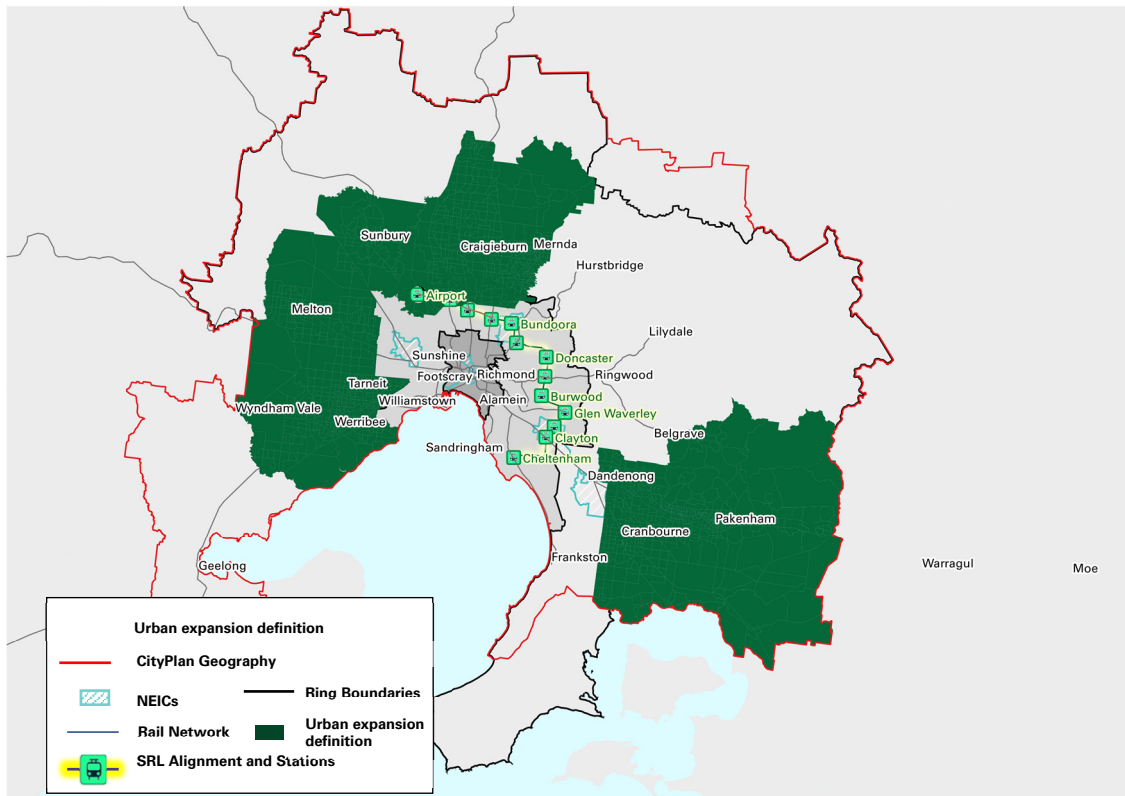 Sunbury
Craigieburn
Mernda
Hurstbridge
Airport
Melton
Bundoora
Lilydale
Sunshine
Doncaster
Tarneit
Footscray
Richmond
Ringwood
Williamstown
Alamein
Burwood
Wyndham Vale
Glen Waverley
Werribee
Belgrave
Sandringham
Clayton
Cheltenham
Dandenong
Pakenham
Cranbourne
Frankston
Geelong
Warragul
Moe
Urban expansion definition
CityPlan Geography
NEICs
Ring Boundaries
Rail Network
Urban expansion
definition
SRL Alignment and Stations